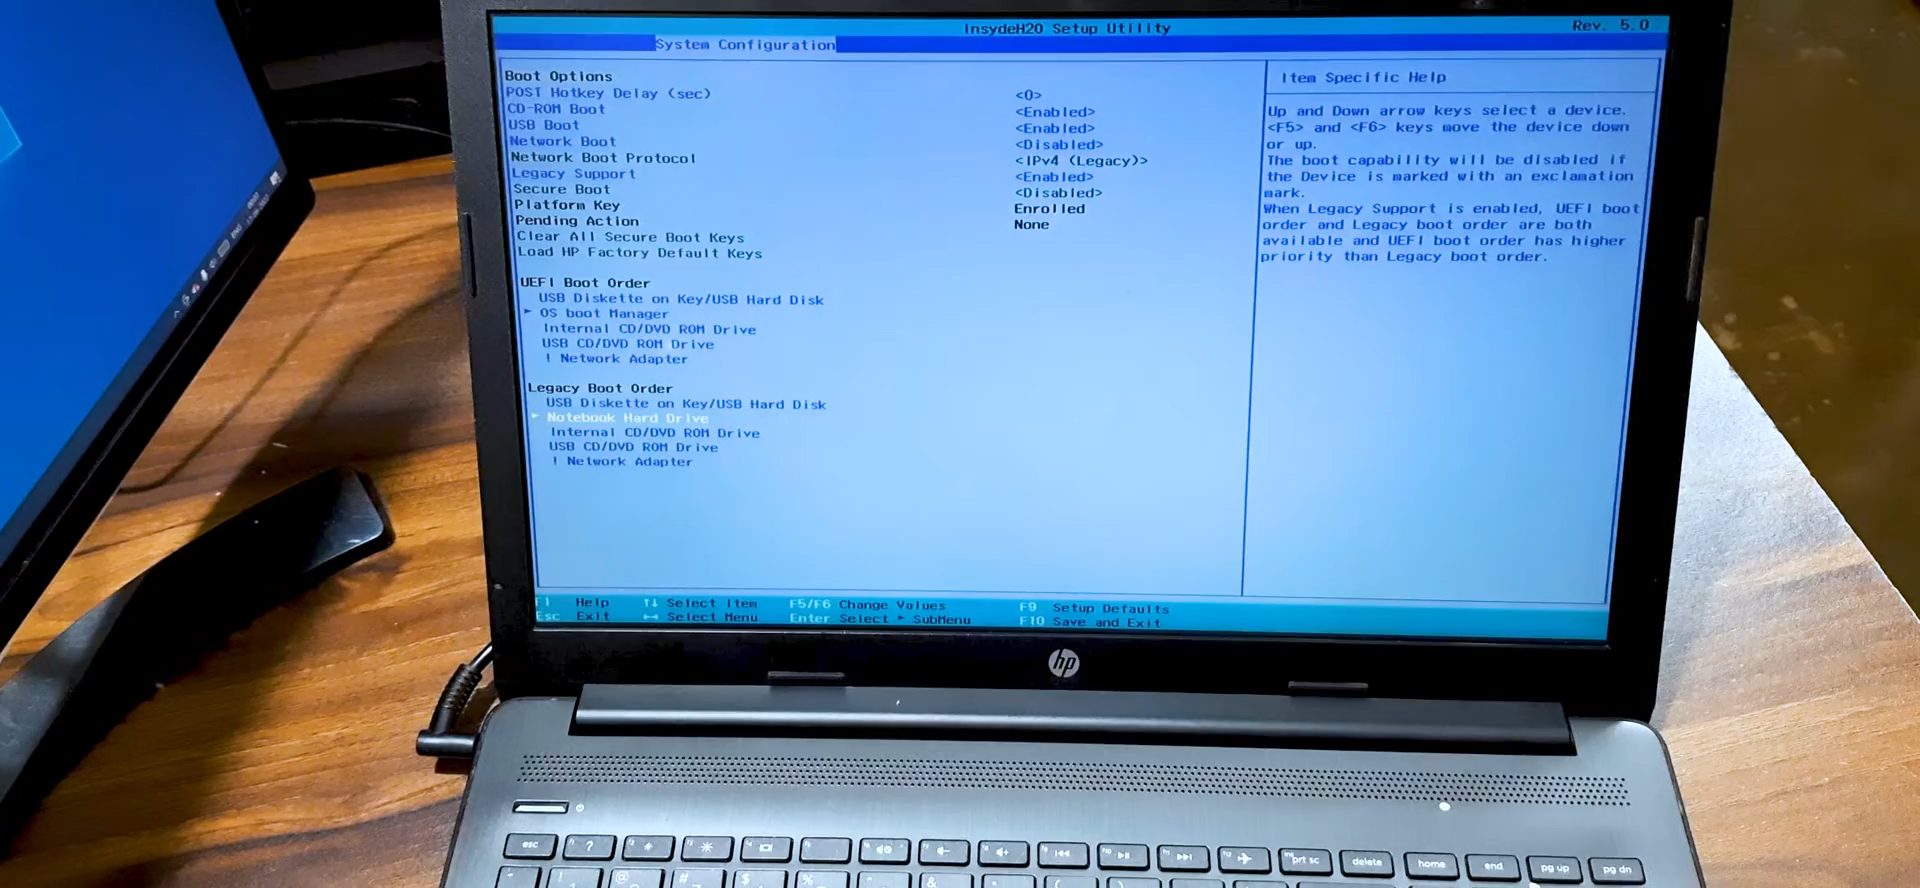 InsydeH20 Setup Utility
Rev. 5.0
System Configuration
Boot Options
POST Hotkey Delay (sec) <0>
CD-ROM Boot <Enabled>
USB Boot <Enabled>
Network Boot <Disabled>
Network Boot Protocol <IPv4 (Legacy)>
Legacy Support <Enabled>
Secure Boot <Disabled>
Platform Key Enrolled
Pending Action None
Clear All Secure Boot Keys
Load HP Factory Default Keys
UEFI Boot Order
USB Diskette on Key/USB Hard Disk
OS boot Manager
Internal CD/DVD ROM Drive
USB CD/DVD ROM Drive
! Network Adapter
Legacy Boot Order
USB Diskette on Key/USB Hard Disk
Notebook Hard Drive
Internal CD/DVD ROM Drive
USB CD/DVD ROM Drive
! Network Adapter
Item Specific Help
Up and Down arrow keys select a device.
<F5> and <F6> keys move the device down
or up.
The boot capability will be disabled if
the Device is marked with an exclamation
mark.
When Legacy Support is enabled, UEFI boot
order and Legacy boot order are both
available and UEFI boot order has higher
priority than Legacy boot order.
F1 Help ↑↓ Select Item F5/F6 Change Values F9 Setup Defaults
Esc Exit ↔ Select Menu Enter Select ► SubMenu F10 Save and Exit
hp
esc
?
prt sc
delete
home
end
pg up
pg dn
! @ # $ % ^ & * ( )